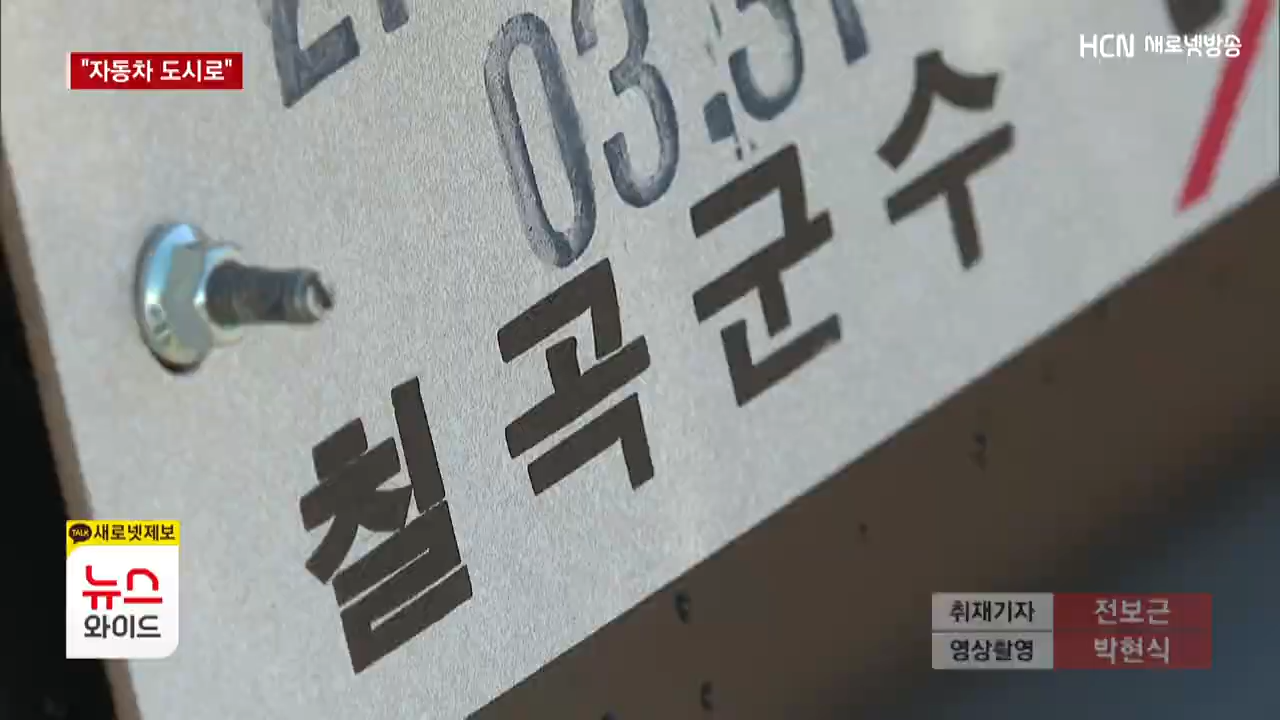 "자동차 도시로"
HCN 새로넷방송
03.31
칠곡군수
TALK 새로넷제보
뉴스
와이드
취재기자 전보근
영상촬영 박현식